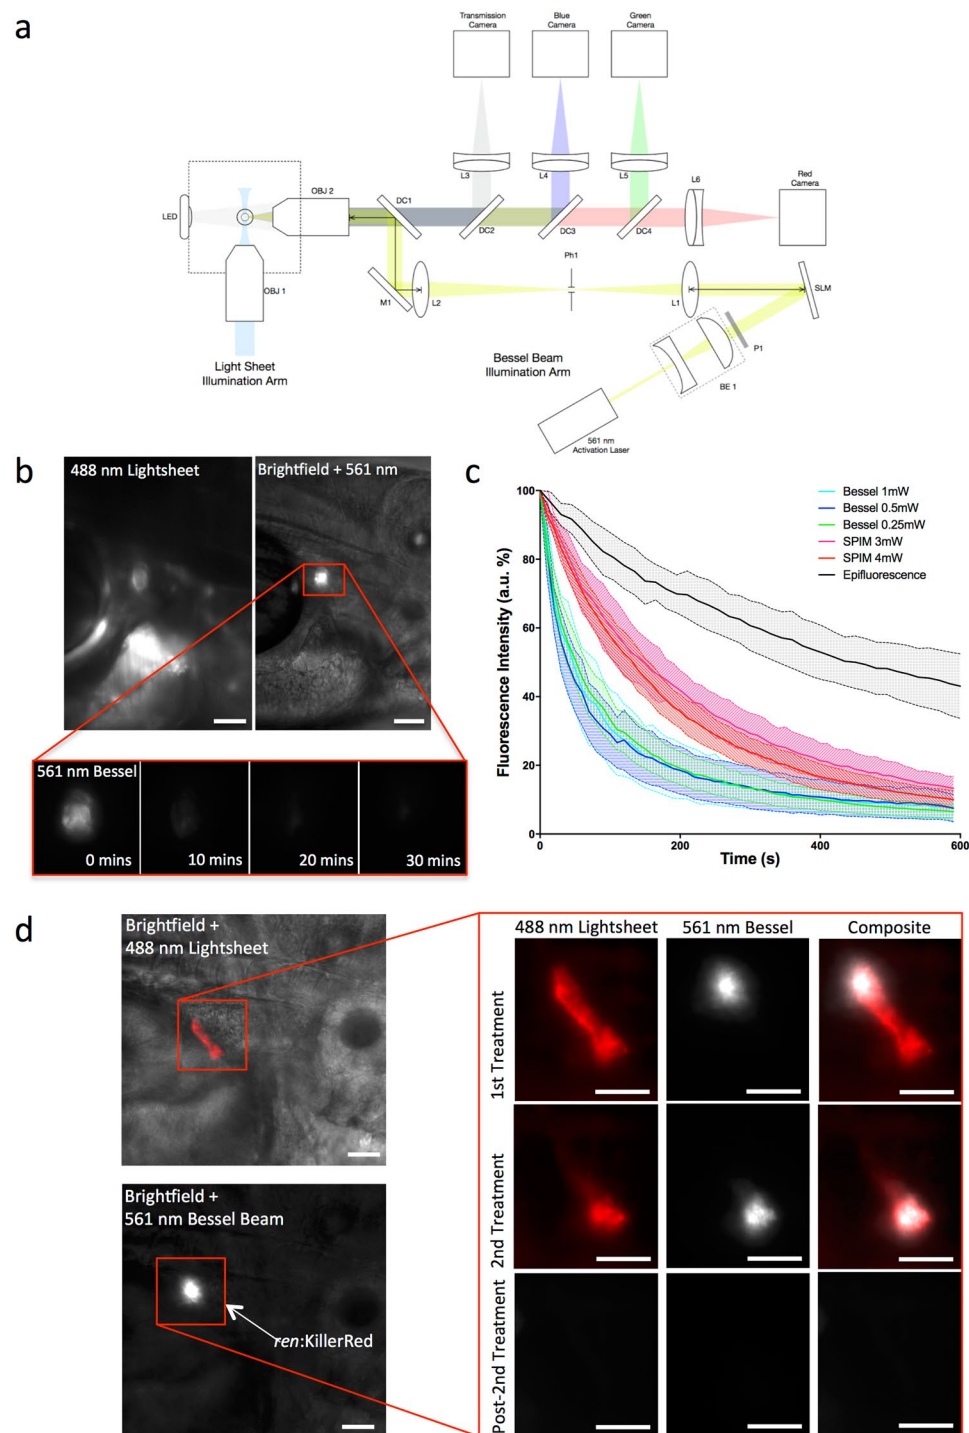 a
Transmission
Camera
Blue
Camera
Green
Camera
L3
L4
L5
L6
Red
Camera
LED
OBJ 2
DC1
DC2
DC3
DC4
OBJ 1
M1
L2
Ph1
L1
SLM
P1
BE 1
Light Sheet
Illumination Arm
Bessel Beam
Illumination Arm
561 nm
Activation Laser
b
488 nm Lightsheet
Brightfield + 561 nm
561 nm Bessel
0 mins
10 mins
20 mins
30 mins
c
Fluorescence Intensity (a.u. %)
100
80
60
40
20
0
0
200
400
600
Time (s)
Bessel 1mW
Bessel 0.5mW
Bessel 0.25mW
SPIM 3mW
SPIM 4mW
Epifluorescence
d
Brightfield +
488 nm Lightsheet
Brightfield +
561 nm Bessel Beam
ren:KillerRed
488 nm Lightsheet
561 nm Bessel
Composite
1st Treatment
2nd Treatment
Post-2nd Treatment